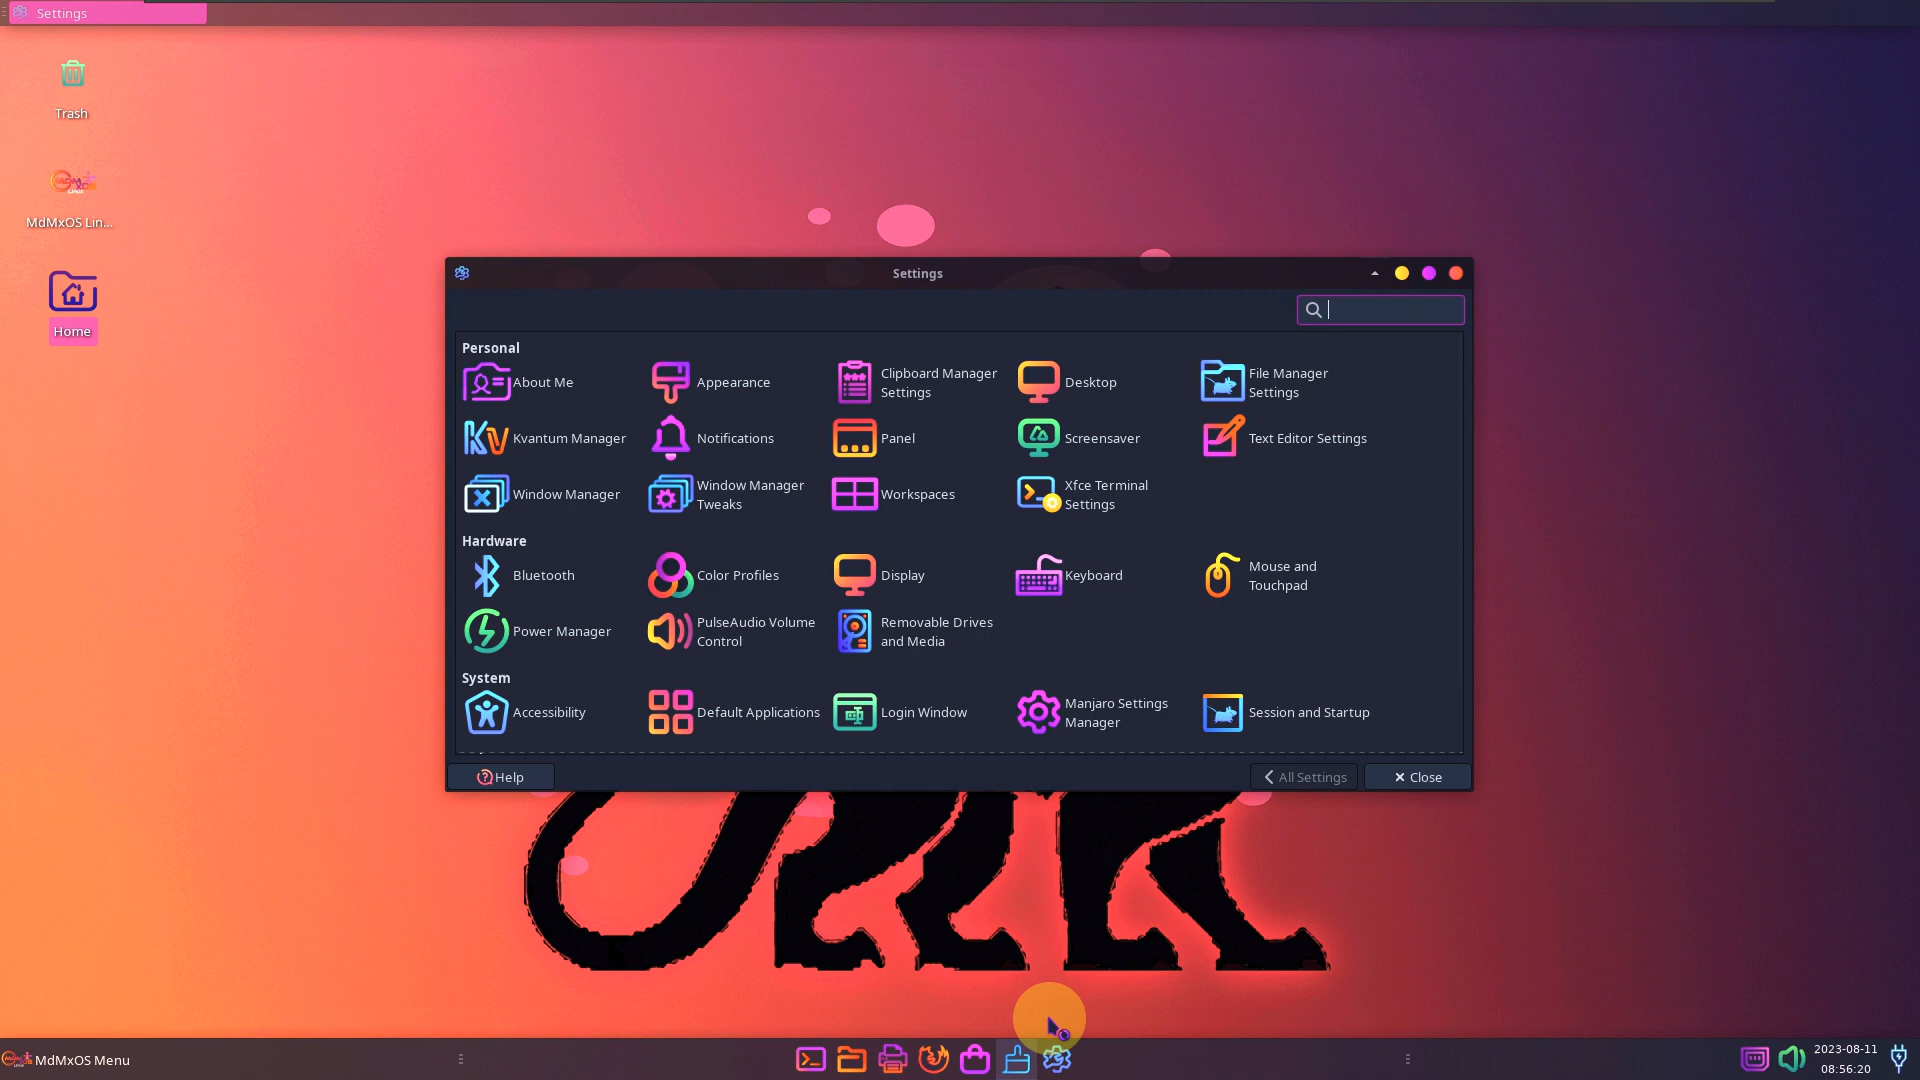 Settings
Trash
MdMxOS Lin...
Home
Settings
Personal
About Me
Appearance
Clipboard Manager
Settings
Desktop
File Manager
Settings
Kvantum Manager
Notifications
Panel
Screensaver
Text Editor Settings
Window Manager
Window Manager
Tweaks
Workspaces
Xfce Terminal
Settings
Hardware
Bluetooth
Color Profiles
Display
Keyboard
Mouse and
Touchpad
Power Manager
PulseAudio Volume
Control
Removable Drives
and Media
System
Accessibility
Default Applications
Login Window
Manjaro Settings
Manager
Session and Startup
Help
All Settings
Close
MdMxOS Menu
2023-08-11
08:56:20